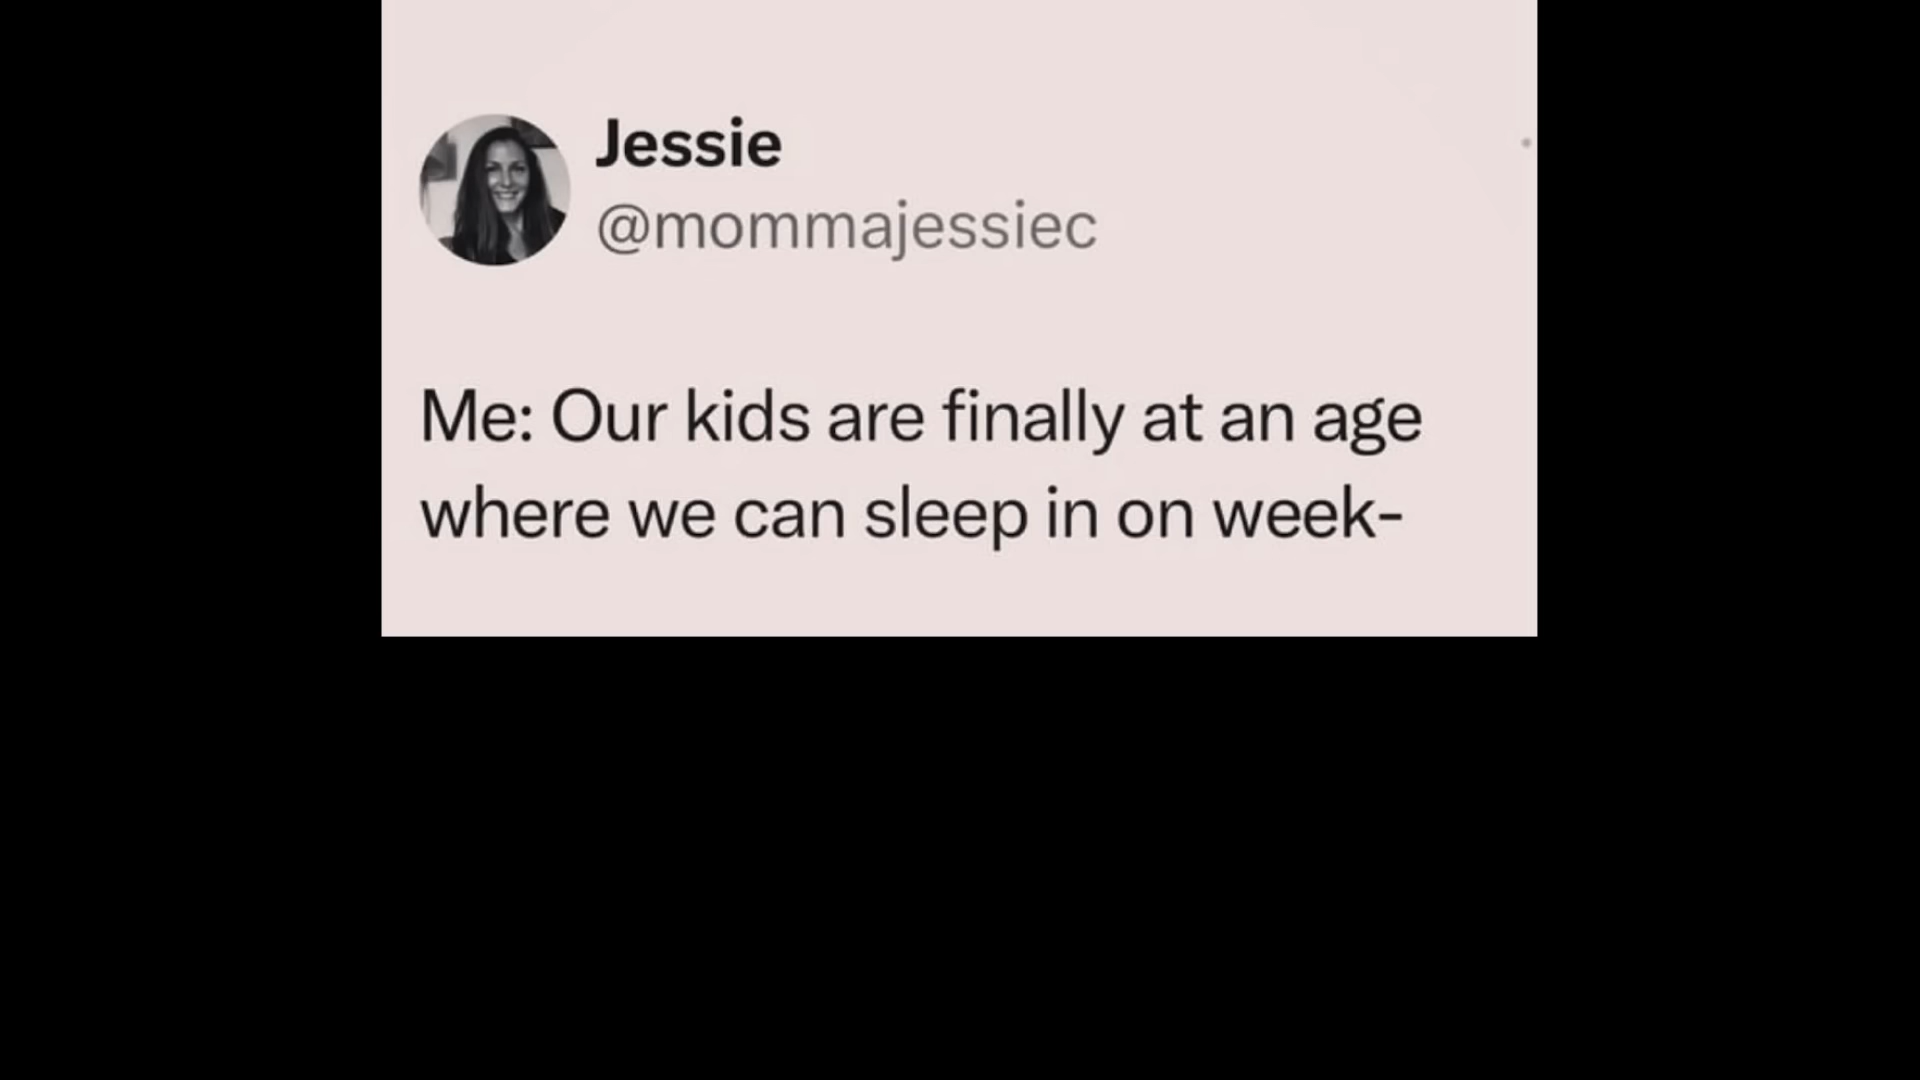 Jessie
@mommajessiec
Me: Our kids are finally at an age
where we can sleep in on week-